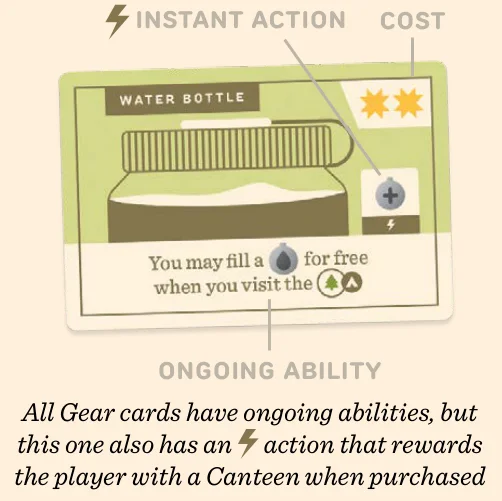 INSTANT ACTION
COST
WATER BOTTLE
You may fill a for free
when you visit the
ONGOING ABILITY
All Gear cards have ongoing abilities, but
this one also has an action that rewards
the player with a Canteen when purchased